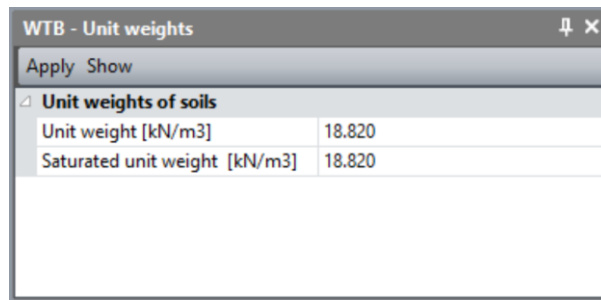 WTB - Unit weights
Apply Show
Unit weights of soils
Unit weight [kN/m3] 18.820
Saturated unit weight [kN/m3] 18.820